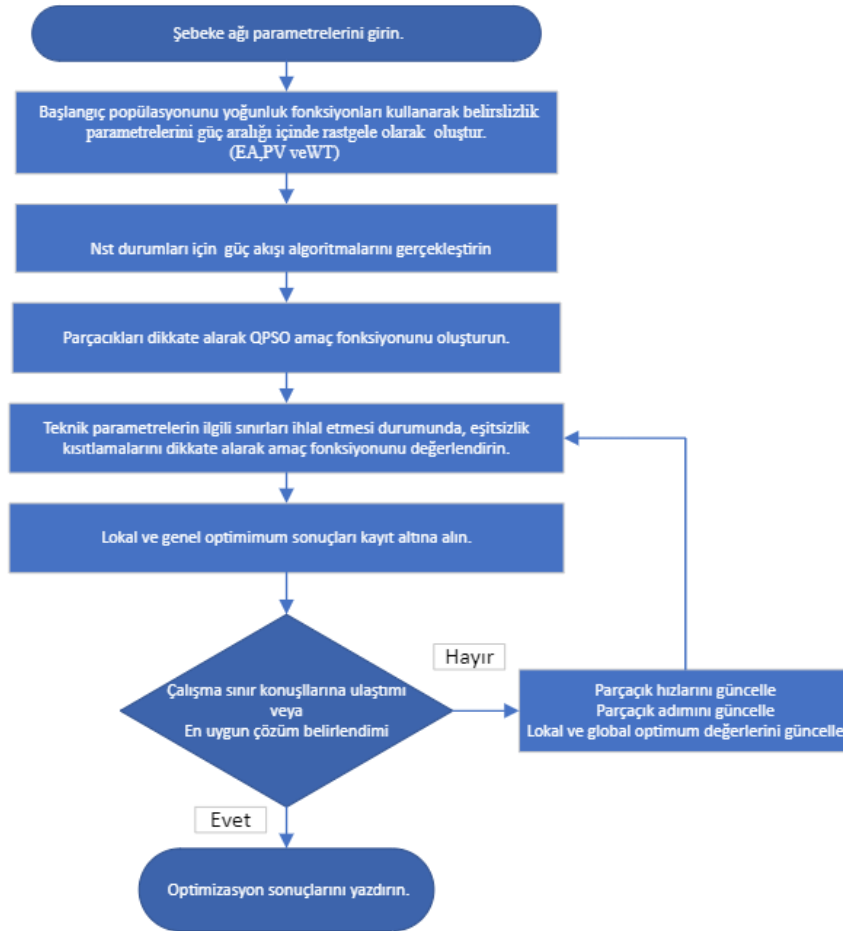 Şebeke ağı parametrelerini girin.
Başlangıç popülasyonunu yoğunluk fonksiyonları kullanarak belirslizlik
parametrelerini güç aralığı içinde rastgele olarak oluştur.
(EA,PV veWT)
Nst durumları için güç akışı algoritmalarını gerçekleştirin
Parçacıkları dikkate alarak QPSO amaç fonksiyonunu oluşturun.
Teknik parametrelerin ilgili sınırları ihlal etmesi durumunda, eşitsizlik
kısıtlamalarını dikkate alarak amaç fonksiyonunu değerlendirin.
Lokal ve genel optimimum sonuçları kayıt altına alın.
Çalışma sınır konuşllarına ulaştımı
veya
En uygun çözüm belirlendimi
Hayır
Parçaçık hızlarını güncelle
Parçaçık adımını güncelle
Lokal ve global optimum değerlerini güncelle
Evet
Optimizasyon sonuçlarını yazdırın.